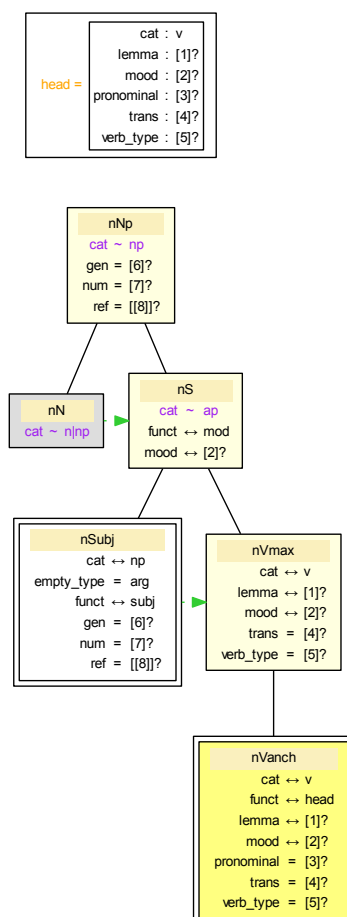 head =
cat : v
lemma : [1]?
mood : [2]?
pronominal : [3]?
trans : [4]?
verb_type : [5]?
nNp
cat ~ np
gen = [6]?
num = [7]?
ref = [[8]]?
nN
cat ~ n|np
nS
cat ~ ap
funct ↔ mod
mood ↔ [2]?
nSubj
cat ↔ np
empty_type = arg
funct ↔ subj
gen = [6]?
num = [7]?
ref = [[8]]?
nVmax
cat ↔ v
lemma ↔ [1]?
mood ↔ [2]?
trans = [4]?
verb_type = [5]?
nVanch
cat ↔ v
funct ↔ head
lemma ↔ [1]?
mood ↔ [2]?
pronominal = [3]?
trans = [4]?
verb_type = [5]?